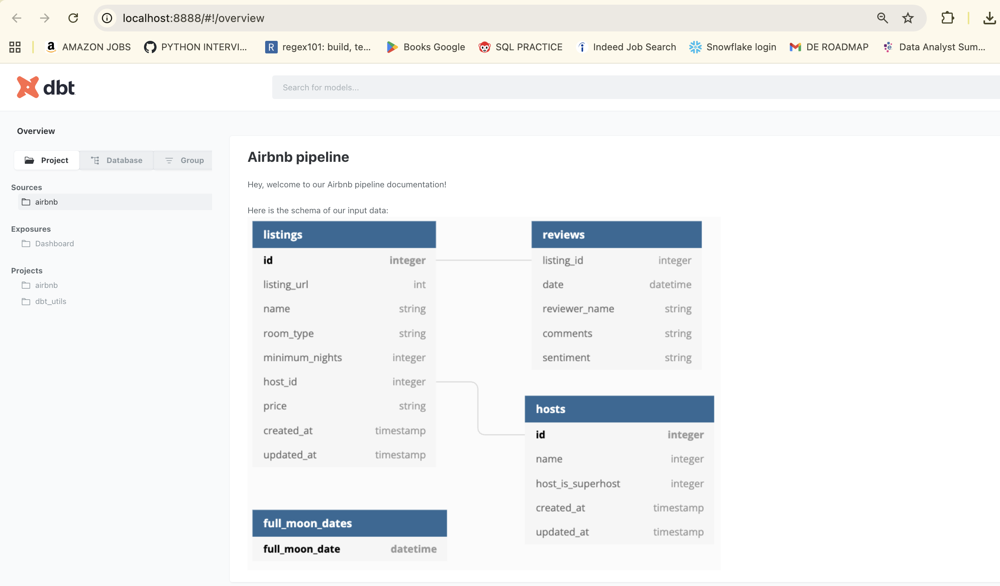 localhost:8888/#!/overview
AMAZON JOBS PYTHON INTERVI... regex101: build, te... Books Google SQL PRACTICE Indeed Job Search Snowflake login DE ROADMAP Data Analyst Sum...
dbt
Search for models...
Overview
Project Database Group
Sources
airbnb
Exposures
Dashboard
Projects
airbnb
dbt_utils
Airbnb pipeline
Hey, welcome to our Airbnb pipeline documentation!
Here is the schema of our input data:
listings
id integer
listing_url int
name string
room_type string
minimum_nights integer
host_id integer
price string
created_at timestamp
updated_at timestamp
reviews
listing_id integer
date datetime
reviewer_name string
comments string
sentiment string
hosts
id integer
name integer
host_is_superhost integer
created_at timestamp
updated_at timestamp
full_moon_dates
full_moon_date datetime